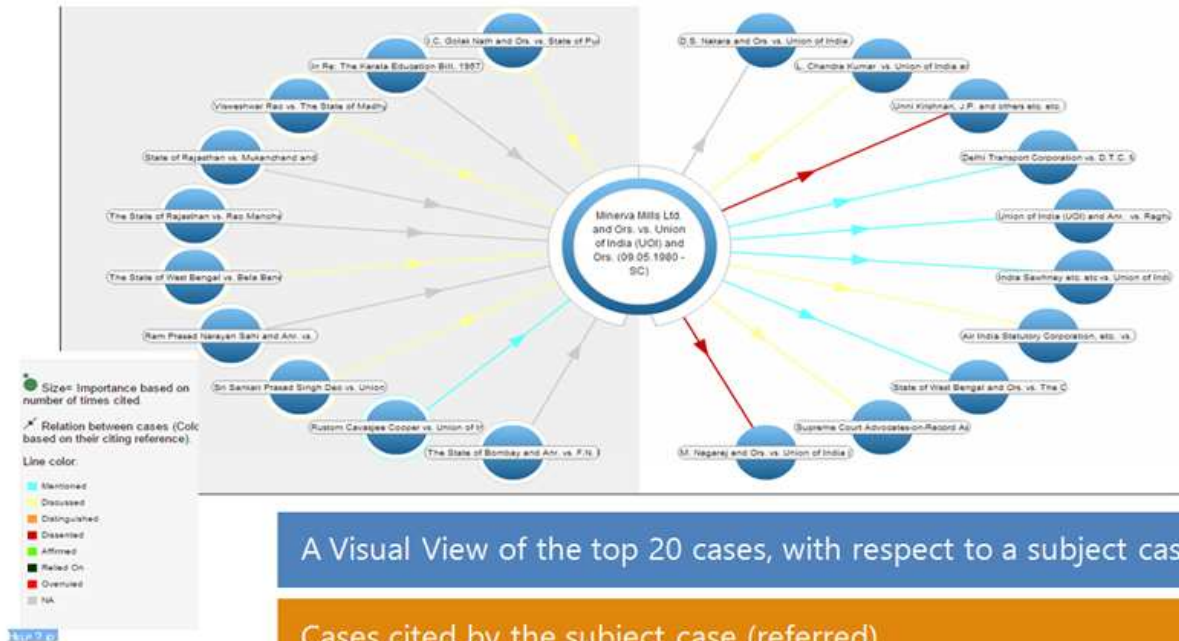 I.C. Golak Nath and Ors. vs. State of Pu
In Re: The Kerala Education Bill, 1957
Visweshwar Rao vs. The State of Madhy
State of Rajasthan vs. Mukanchand and
The State of Rajasthan vs. Rao Manoha
The State of West Bengal vs. Bela Bane
Ram Prasad Narayan Sahi and Anr. vs.
Sri Sankari Prasad Singh Deo vs. Union
Rustom Cavasjee Cooper vs. Union of In
The State of Bombay and Anr. vs. F.N.
Minerva Mills Ltd.
and Ors. vs. Union
of India (UOI) and
Ors. (09.05.1980 -
SC)
D.S. Nakara and Ors. vs. Union of India
L. Chandra Kumar vs. Union of India a
Unni Krishnan, J.P. and others etc. etc.
Delhi Transport Corporation vs. D.T.C.
Union of India (UOI) and Anr. vs. Raghu
Indra Sawhney etc. etc vs. Union of Indi
Air India Statutory Corporation, etc. vs.
State of West Bengal and Ors. vs. The
Supreme Court Advocates-on-Record As
M. Nagaraj and Ors. vs. Union of India
Size= Importance based on
number of times cited
Relation between cases (Colo
based on their citing reference).
Line color:
Mentioned
Discussed
Distinguished
Dissented
Affirmed
Relied On
Overruled
NA
A Visual View of the top 20 cases, with respect to a subject cas
Cases cited by the subject case (referred)